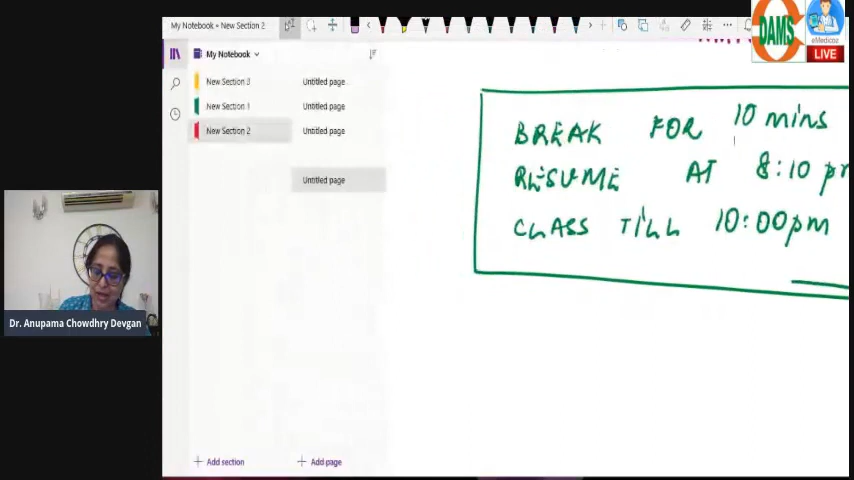 My Notebook » New Section 2
DAMS
eMedicoz
LIVE
My Notebook
New Section 3
Untitled page
New Section 1
Untitled page
New Section 2
Untitled page
Untitled page
BREAK FOR 10 mins
RESUME AT 8:10
CLASS TILL 10:00pm
Dr. Anupama Chowdhry Devgan
+ Add section
+ Add page